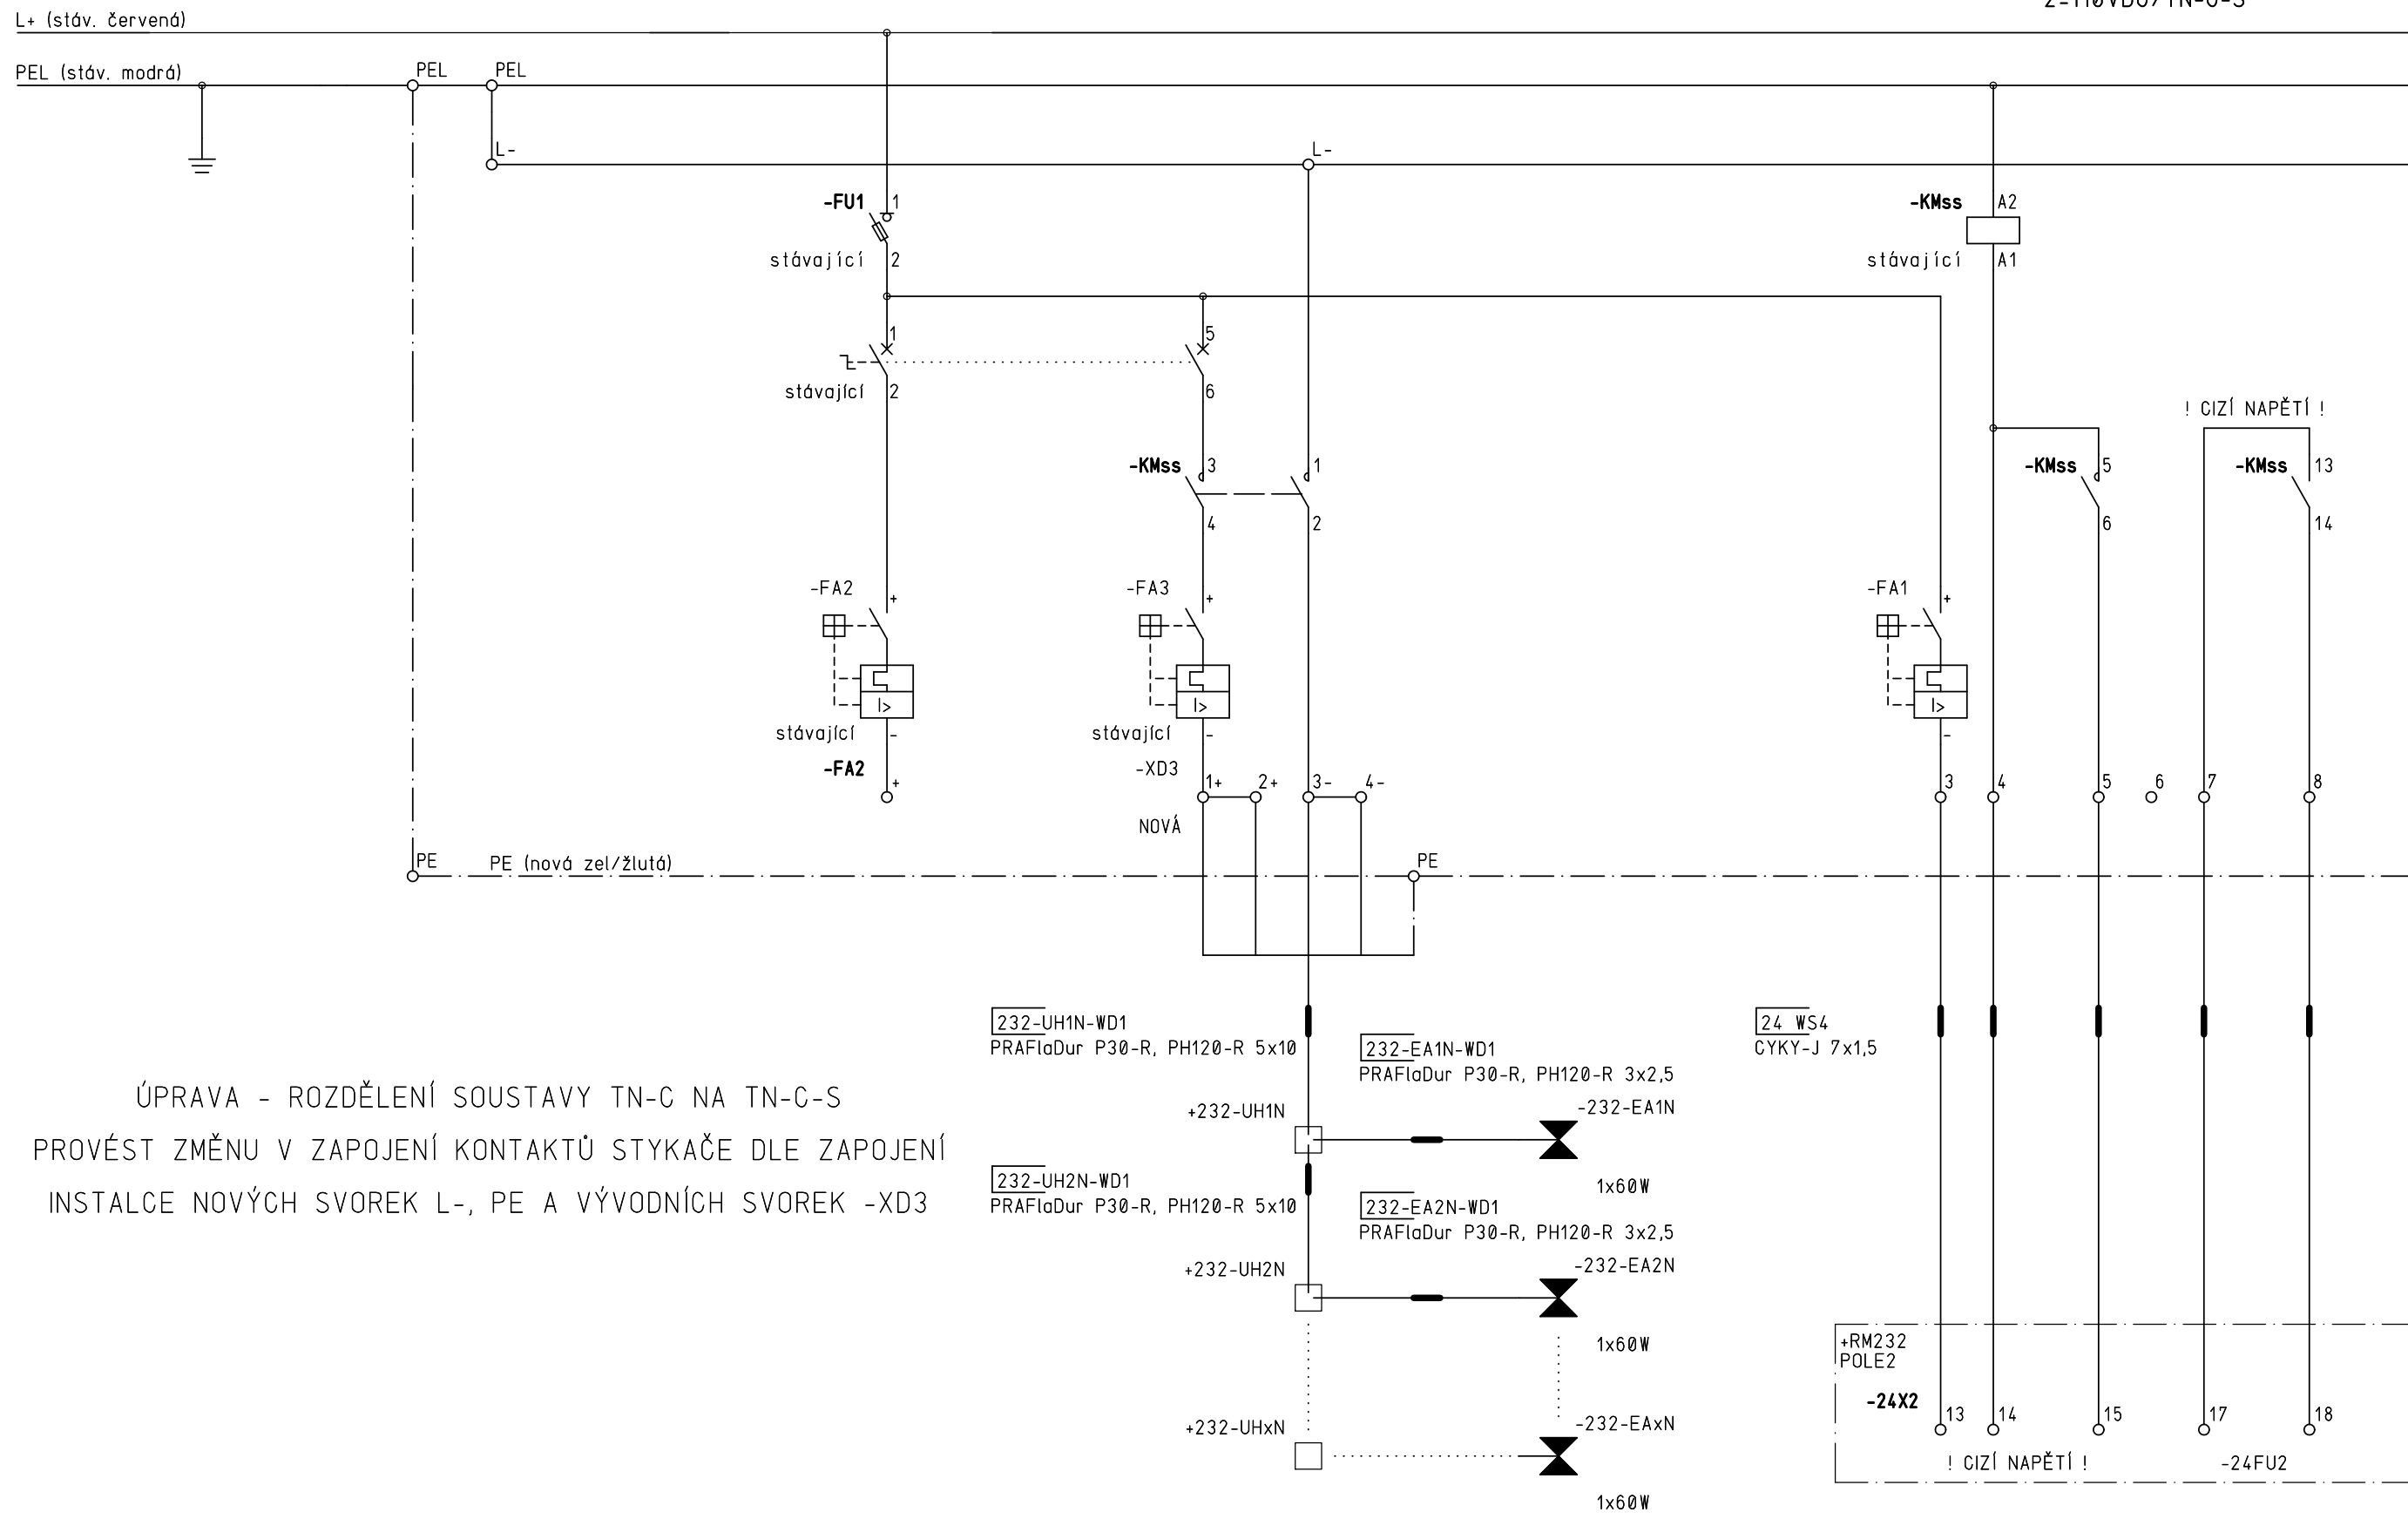 L+ (stáv. červená)
PEL (stáv. modrá)
PEL
PEL
L-
L-
-FU1
1
stávající
2
-KMss
A2
stávající
A1
1
stávající
2
5
6
! CIZÍ NAPĚTÍ !
-KMss
3
4
1
2
-KMss
5
6
-KMss
13
14
-FA2
+
I>
stávající
-
-FA2
+
-FA3
+
I>
stávající
-
-XD3
1+
2+
3-
4-
NOVÁ
-FA1
+
I>
-
3
4
5
6
7
8
PE
PE (nová zel/žlutá)
PE
232-UH1N-WD1
PRAFlaDur P30-R, PH120-R 5x10
232-EA1N-WD1
PRAFlaDur P30-R, PH120-R 3x2,5
24 WS4
CYKY-J 7x1,5
ÚPRAVA - ROZDĚLENÍ SOUSTAVY TN-C NA TN-C-S
PROVÉST ZMĚNU V ZAPOJENÍ KONTAKTŮ STYKAČE DLE ZAPOJENÍ
INSTALCE NOVÝCH SVOREK L-, PE A VÝVODNÍCH SVOREK -XD3
+232-UH1N
-232-EA1N
1x60W
232-UH2N-WD1
PRAFlaDur P30-R, PH120-R 5x10
232-EA2N-WD1
PRAFlaDur P30-R, PH120-R 3x2,5
+232-UH2N
-232-EA2N
1x60W
+232-UHxN
-232-EAxN
1x60W
+RM232
POLE2
-24X2
13
14
15
17
18
! CIZÍ NAPĚTÍ !
-24FU2